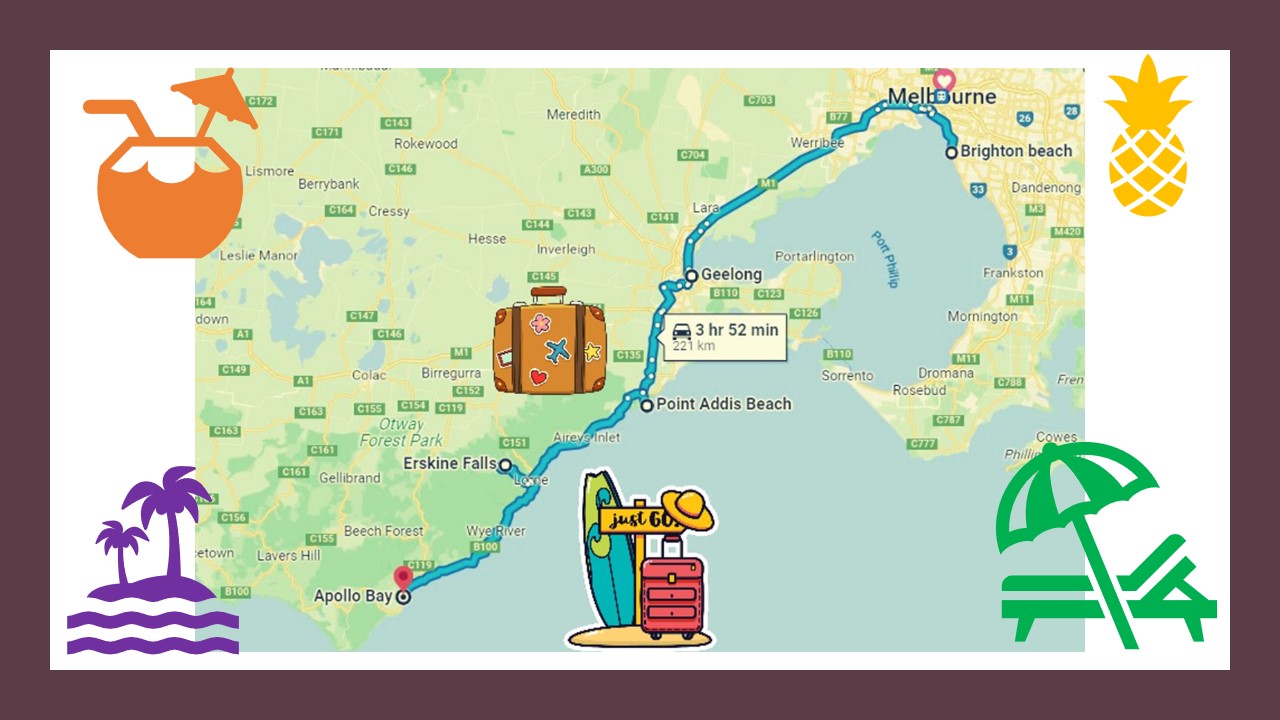 C172
Meredith
C703
Melbourne
B77
26
28
C171
C143
Rokewood
Werribee
Brighton beach
C704
Lismore
C146
A300
M1
33
Dandenong
Berrybank
C164
Cressy
C143
C141
Lara
M3
C144
M420
Hesse
Inverleigh
Port Phillip
3
Leslie Manor
Portarlington
C145
Geelong
Frankston
164
B110
C123
M11
down
C147
C126
Mornington
A1
C146
3 hr 52 min
221 km
M1
C135
B110
M11
C149
Colac
Birregurra
Sorrento
Dromana
A1
C152
Rosebud
C788
C163
C155
C154
C119
Point Addis Beach
Otway
Forest Park
C787
C163
C151
Aireys Inlet
C777
Cowes
C161
Erskine Falls
C161
Gellibrand
Lorne
C156
just GO!
C155
Beech Forest
Wye River
Lavers Hill
B100
C119
B100
Apollo Bay